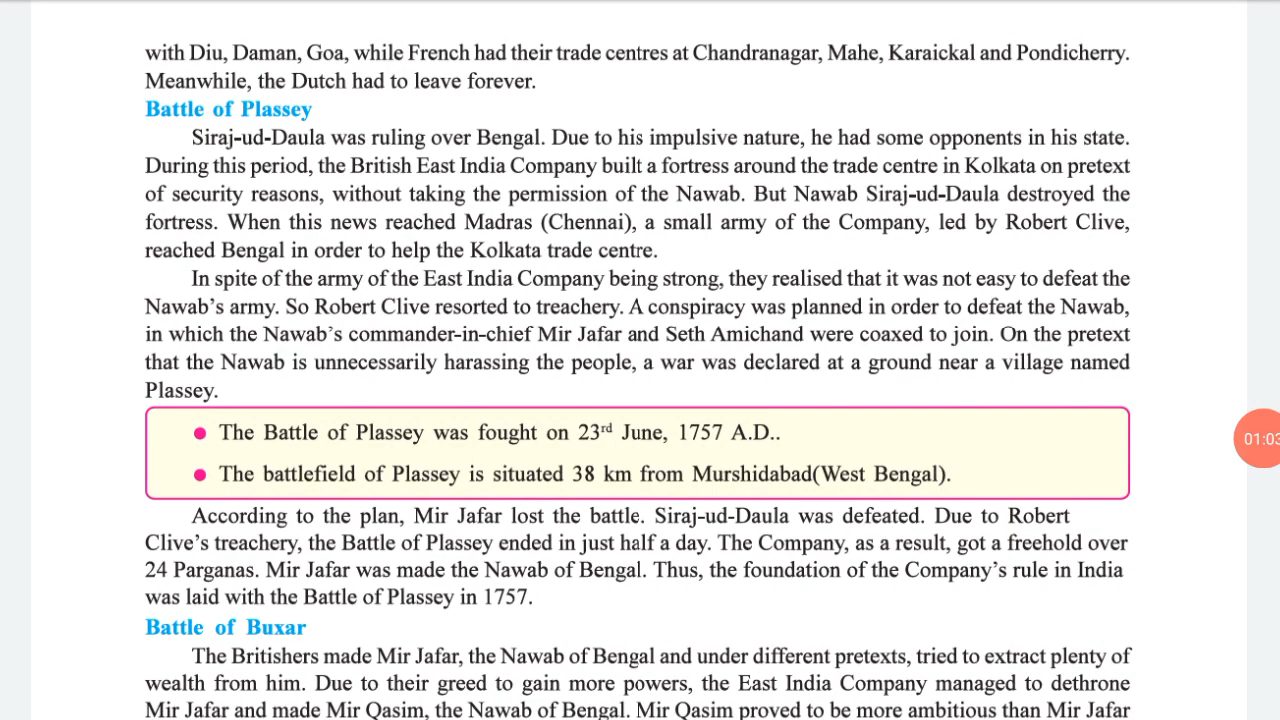 with Diu, Daman, Goa, while French had their trade centres at Chandranagar, Mahe, Karaickal and Pondicherry.
Meanwhile, the Dutch had to leave forever.
Battle of Plassey
Siraj-ud-Daula was ruling over Bengal. Due to his impulsive nature, he had some opponents in his state.
During this period, the British East India Company built a fortress around the trade centre in Kolkata on pretext
of security reasons, without taking the permission of the Nawab. But Nawab Siraj-ud-Daula destroyed the
fortress. When this news reached Madras (Chennai), a small army of the Company, led by Robert Clive,
reached Bengal in order to help the Kolkata trade centre.
In spite of the army of the East India Company being strong, they realised that it was not easy to defeat the
Nawab's army. So Robert Clive resorted to treachery. A conspiracy was planned in order to defeat the Nawab,
in which the Nawab's commander-in-chief Mir Jafar and Seth Amichand were coaxed to join. On the pretext
that the Nawab is unnecessarily harassing the people, a war was declared at a ground near a village named
Plassey.
• The Battle of Plassey was fought on 23rd June, 1757 A.D..
• The battlefield of Plassey is situated 38 km from Murshidabad(West Bengal).
According to the plan, Mir Jafar lost the battle. Siraj-ud-Daula was defeated. Due to Robert
Clive's treachery, the Battle of Plassey ended in just half a day. The Company, as a result, got a freehold over
24 Parganas. Mir Jafar was made the Nawab of Bengal. Thus, the foundation of the Company's rule in India
was laid with the Battle of Plassey in 1757.
Battle of Buxar
The Britishers made Mir Jafar, the Nawab of Bengal and under different pretexts, tried to extract plenty of
wealth from him. Due to their greed to gain more powers, the East India Company managed to dethrone
Mir Jafar and made Mir Qasim, the Nawab of Bengal. Mir Qasim proved to be more ambitious than Mir Jafar
01:03